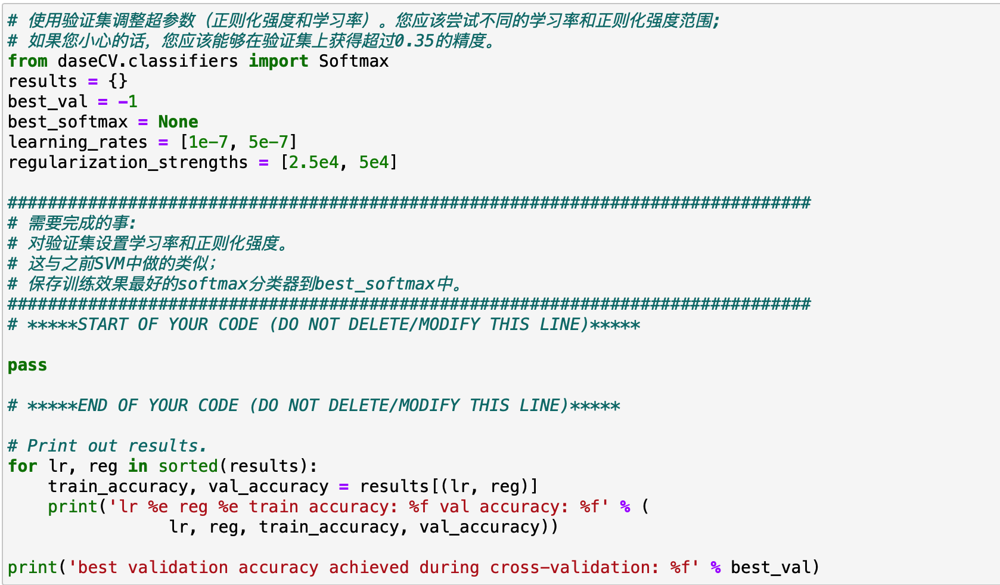 # 使用验证集调整超参数（正则化强度和学习率）。您应该尝试不同的学习率和正则化强度范围;
# 如果您小心的话，您应该能够在验证集上获得超过0.35的精度。
from daseCV.classifiers import Softmax
results = {}
best_val = -1
best_softmax = None
learning_rates = [1e-7, 5e-7]
regularization_strengths = [2.5e4, 5e4]
################################################################################
# 需要完成的事:
# 对验证集设置学习率和正则化强度。
# 这与之前SVM中做的类似；
# 保存训练效果最好的softmax分类器到best_softmax中。
################################################################################
# *****START OF YOUR CODE (DO NOT DELETE/MODIFY THIS LINE)*****
pass
# *****END OF YOUR CODE (DO NOT DELETE/MODIFY THIS LINE)*****
# Print out results.
for lr, reg in sorted(results):
    train_accuracy, val_accuracy = results[(lr, reg)]
    print('lr %e reg %e train accuracy: %f val accuracy: %f' % (
                lr, reg, train_accuracy, val_accuracy))
print('best validation accuracy achieved during cross-validation: %f' % best_val)